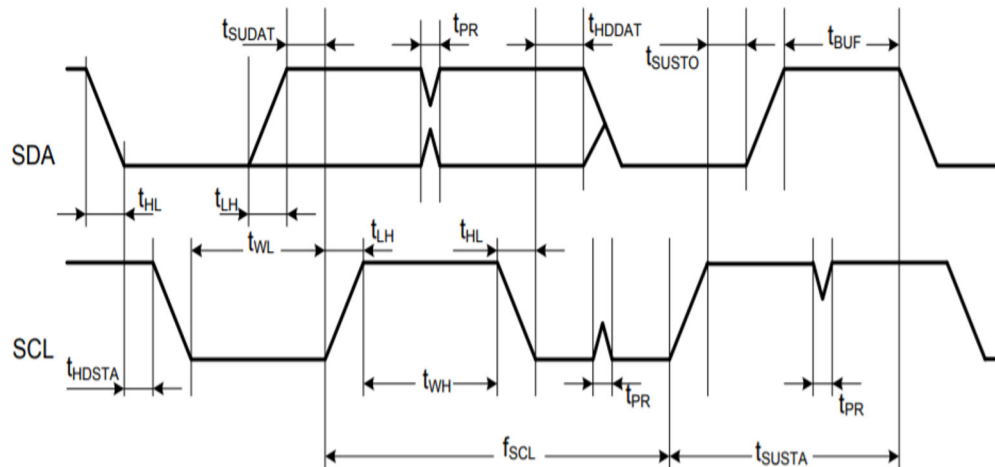 tSUDAT tPR tHDDAT tSUSTO tBUF
SDA
tHL tLH
tWL tLH tHL
SCL
tHDSTA tWH tPR tPR
fSCL tSUSTA